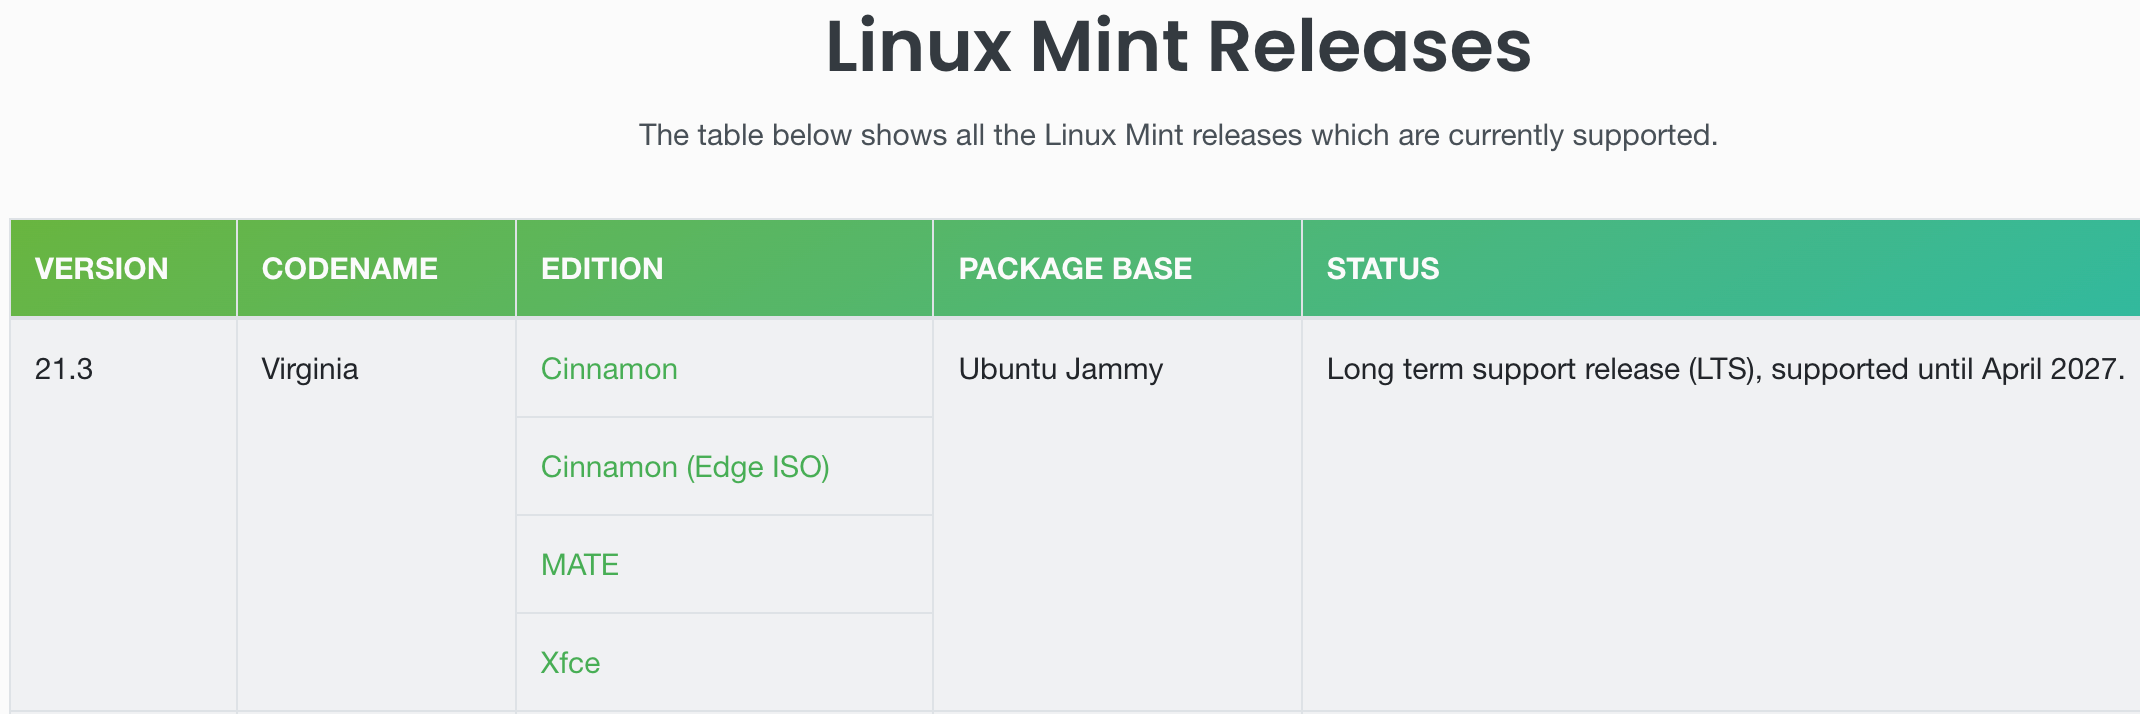 Linux Mint Releases
The table below shows all the Linux Mint releases which are currently supported.
VERSION CODENAME EDITION PACKAGE BASE STATUS
21.3 Virginia Cinnamon Ubuntu Jammy Long term support release (LTS), supported until April 2027.
Cinnamon (Edge ISO)
MATE
Xfce